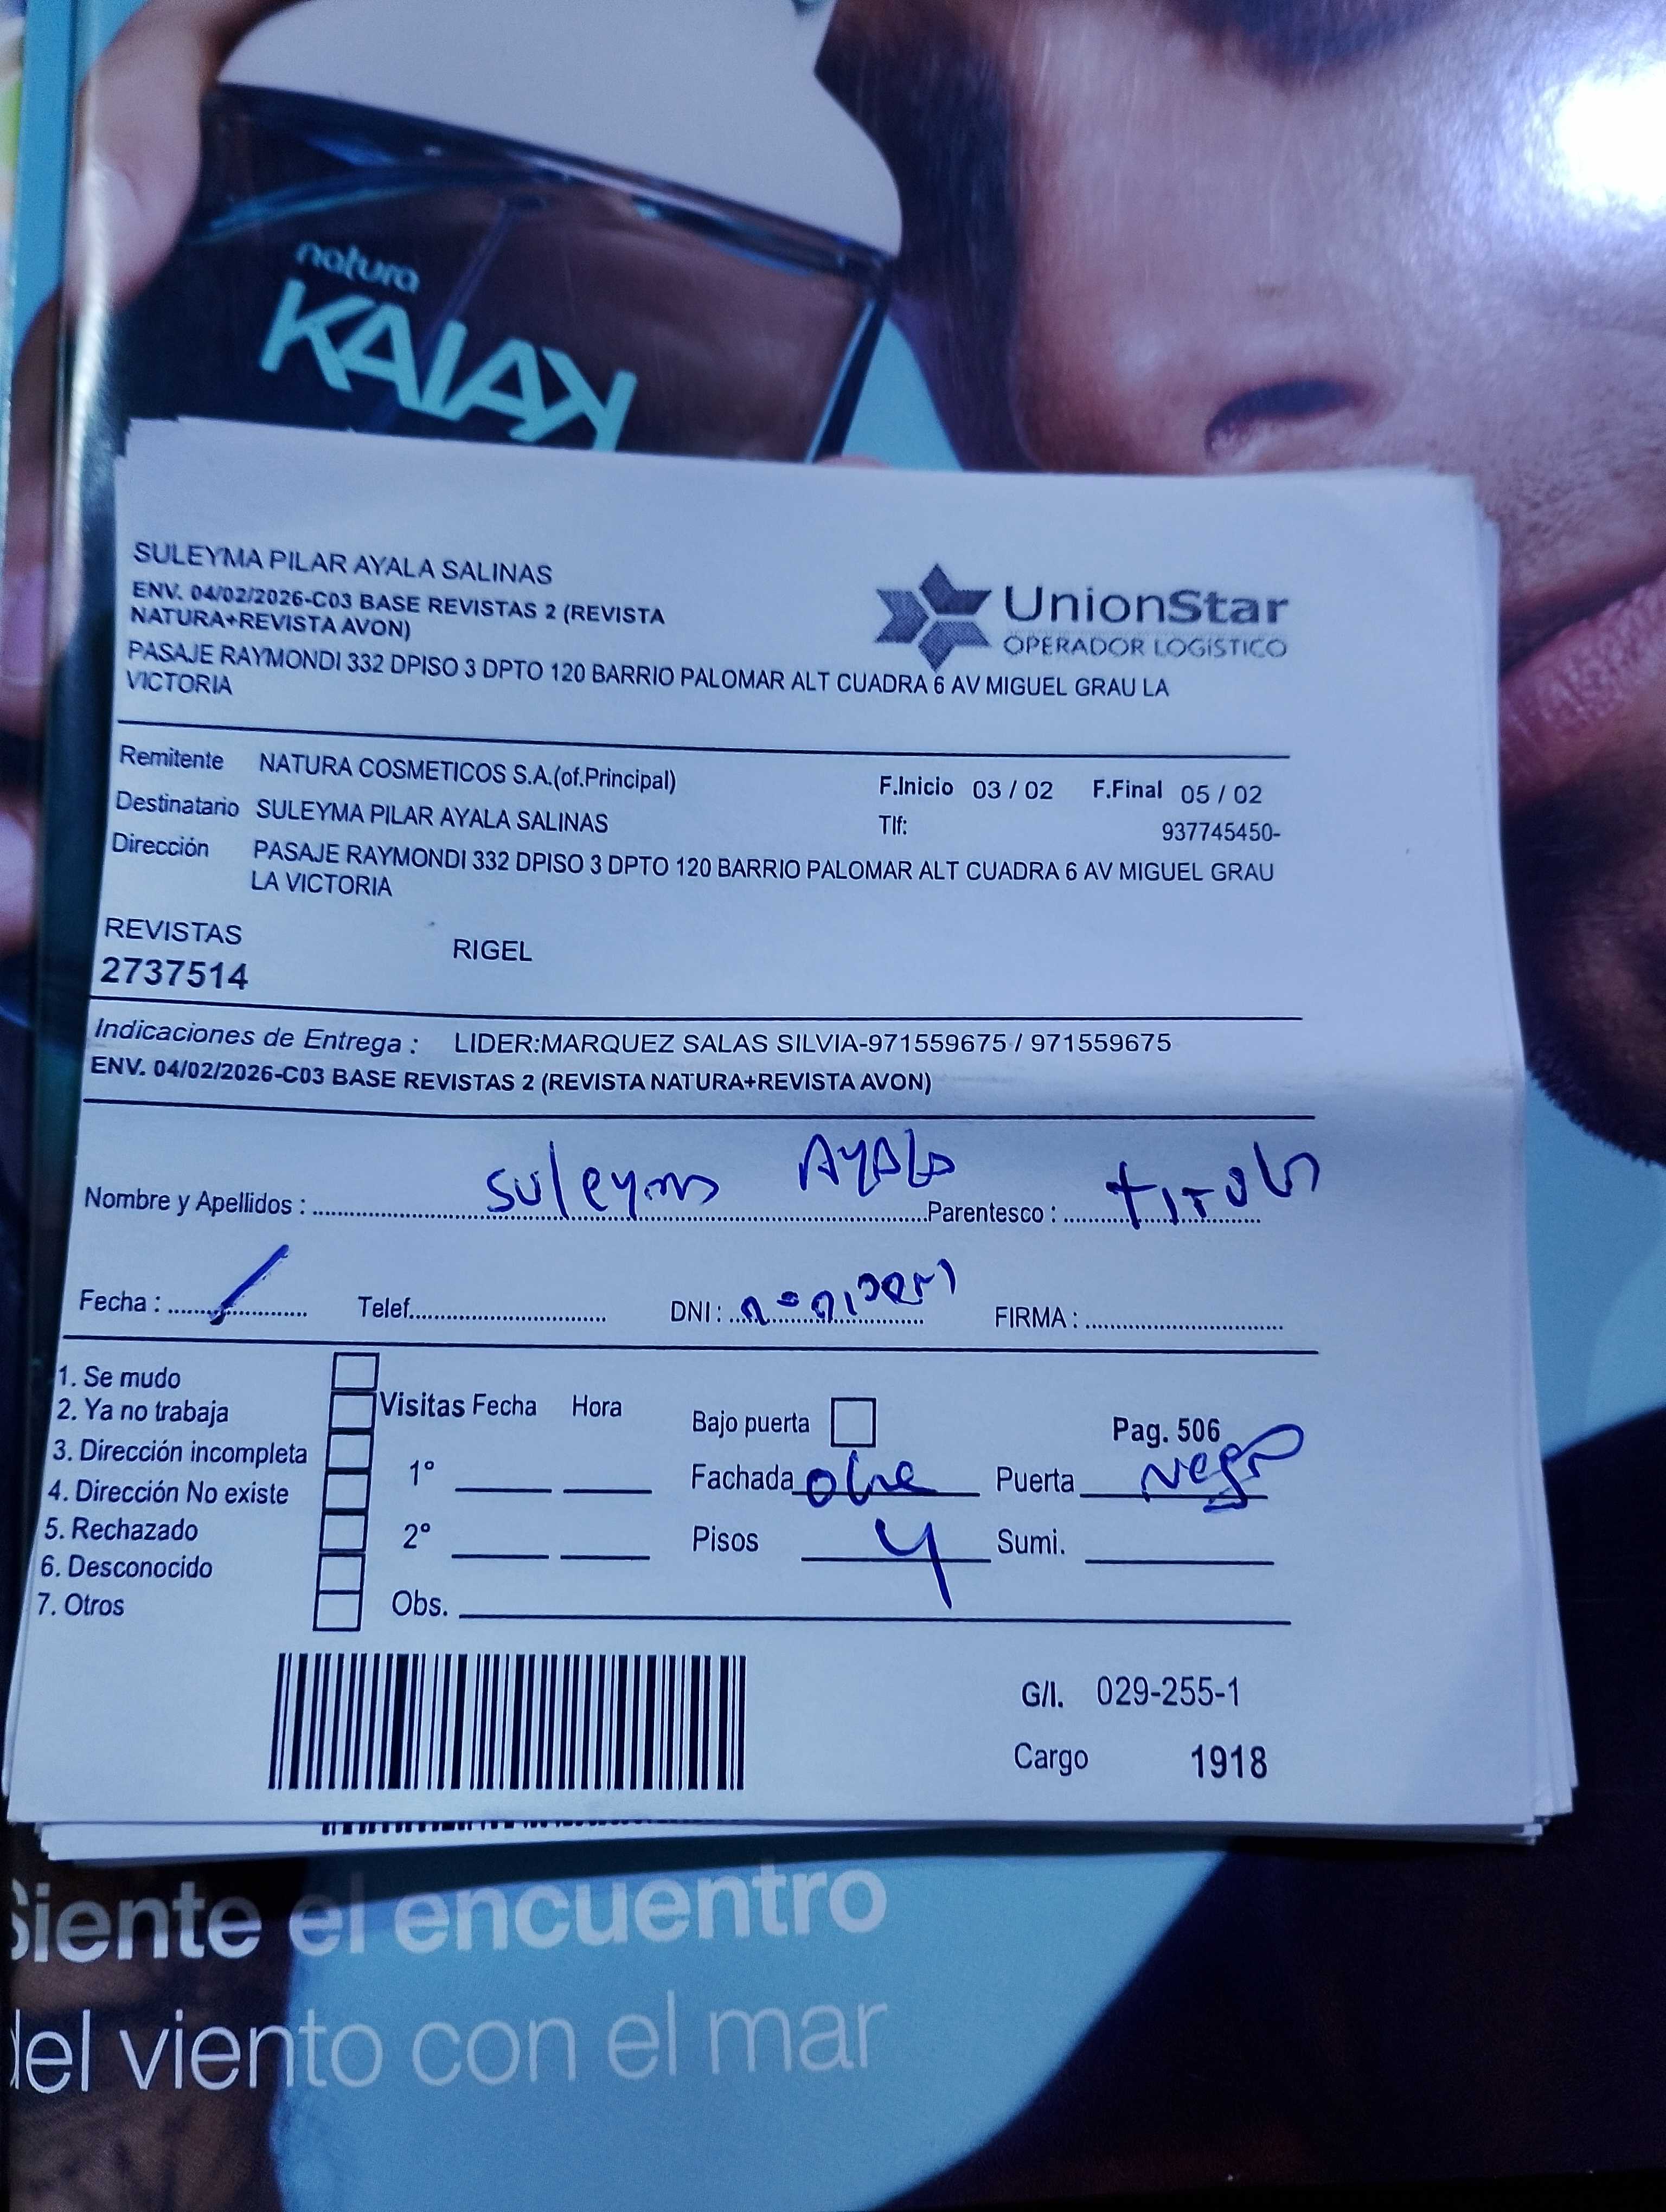 natura
KAIAK
SULEYMA PILAR AYALA SALINAS
ENV. 04/02/2026-C03 BASE REVISTAS 2 (REVISTA
NATURA+REVISTA AVON)
PASAJE RAYMONDI 332 DPISO 3 DPTO 120 BARRIO PALOMAR ALT CUADRA 6 AV MIGUEL GRAU LA
VICTORIA
UnionStar
OPERADOR LOGÍSTICO
Remitente NATURA COSMETICOS S.A.(of.Principal) F.Inicio 03 / 02 F.Final 05 / 02
Destinatario SULEYMA PILAR AYALA SALINAS Tlf: 937745450-
Dirección PASAJE RAYMONDI 332 DPISO 3 DPTO 120 BARRIO PALOMAR ALT CUADRA 6 AV MIGUEL GRAU
LA VICTORIA
REVISTAS RIGEL
2737514
Indicaciones de Entrega : LIDER:MARQUEZ SALAS SILVIA-971559675 / 971559675
ENV. 04/02/2026-C03 BASE REVISTAS 2 (REVISTA NATURA+REVISTA AVON)
Nombre y Apellidos : Suleyma AYALA Parentesco :
Fecha : Telef. DNI : FIRMA :
1. Se mudo
2. Ya no trabaja
3. Dirección incompleta
4. Dirección No existe
5. Rechazado
6. Desconocido
7. Otros
Visitas Fecha Hora
1°
2°
Obs.
Bajo puerta Pag. 506
Fachada Puerta Negro
Pisos 4 Sumi.
G/I. 029-255-1
Cargo 1918
Siente el encuentro
del viento con el mar